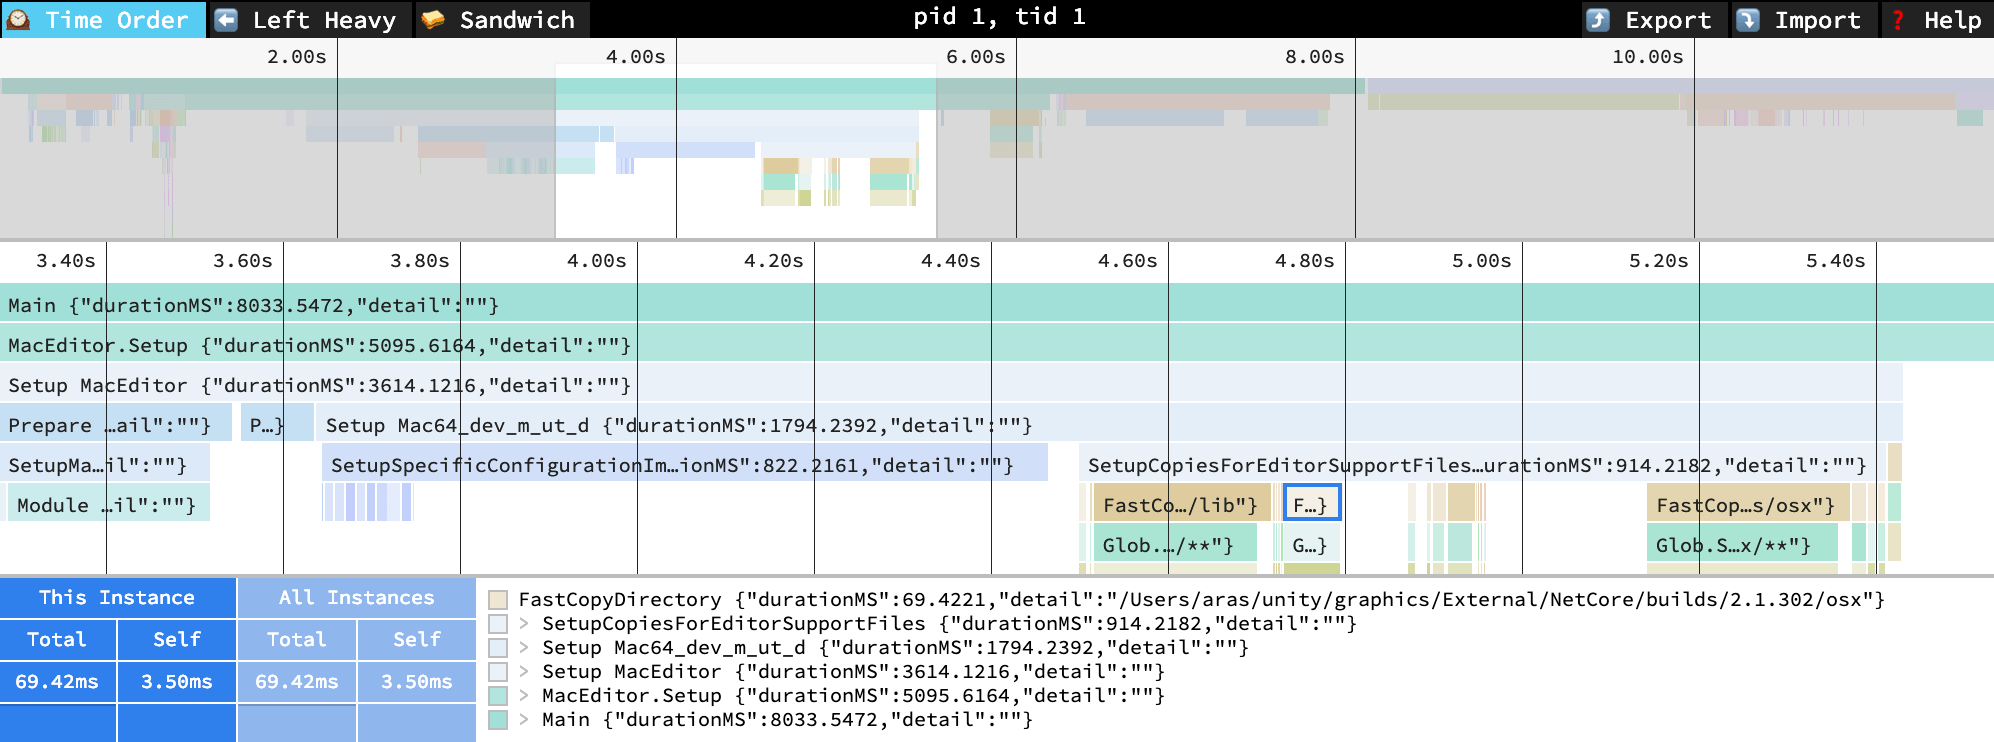 Time Order Left Heavy Sandwich pid 1, tid 1 Export Import Help
2.00s 4.00s 6.00s 8.00s 10.00s
3.40s 3.60s 3.80s 4.00s 4.20s 4.40s 4.60s 4.80s 5.00s 5.20s 5.40s
Main {"durationMS":8033.5472,"detail":""}
MacEditor.Setup {"durationMS":5095.6164,"detail":""}
Setup MacEditor {"durationMS":3614.1216,"detail":""}
Prepare …ail":""} P…} Setup Mac64_dev_m_ut_d {"durationMS":1794.2392,"detail":""}
SetupMa…il":""} SetupSpecificConfigurationIm…ionMS":822.2161,"detail":""} SetupCopiesForEditorSupportFiles…urationMS":914.2182,"detail":""}
Module …il":""} FastCo…/lib"} F…} FastCop…s/osx"}
Glob.…/**"} G…} Glob.S…x/**"}
This Instance All Instances
Total Self Total Self
69.42ms 3.50ms 69.42ms 3.50ms
FastCopyDirectory {"durationMS":69.4221,"detail":"/Users/aras/unity/graphics/External/NetCore/builds/2.1.302/osx"}
> SetupCopiesForEditorSupportFiles {"durationMS":914.2182,"detail":""}
> Setup Mac64_dev_m_ut_d {"durationMS":1794.2392,"detail":""}
> Setup MacEditor {"durationMS":3614.1216,"detail":""}
> MacEditor.Setup {"durationMS":5095.6164,"detail":""}
> Main {"durationMS":8033.5472,"detail":""}